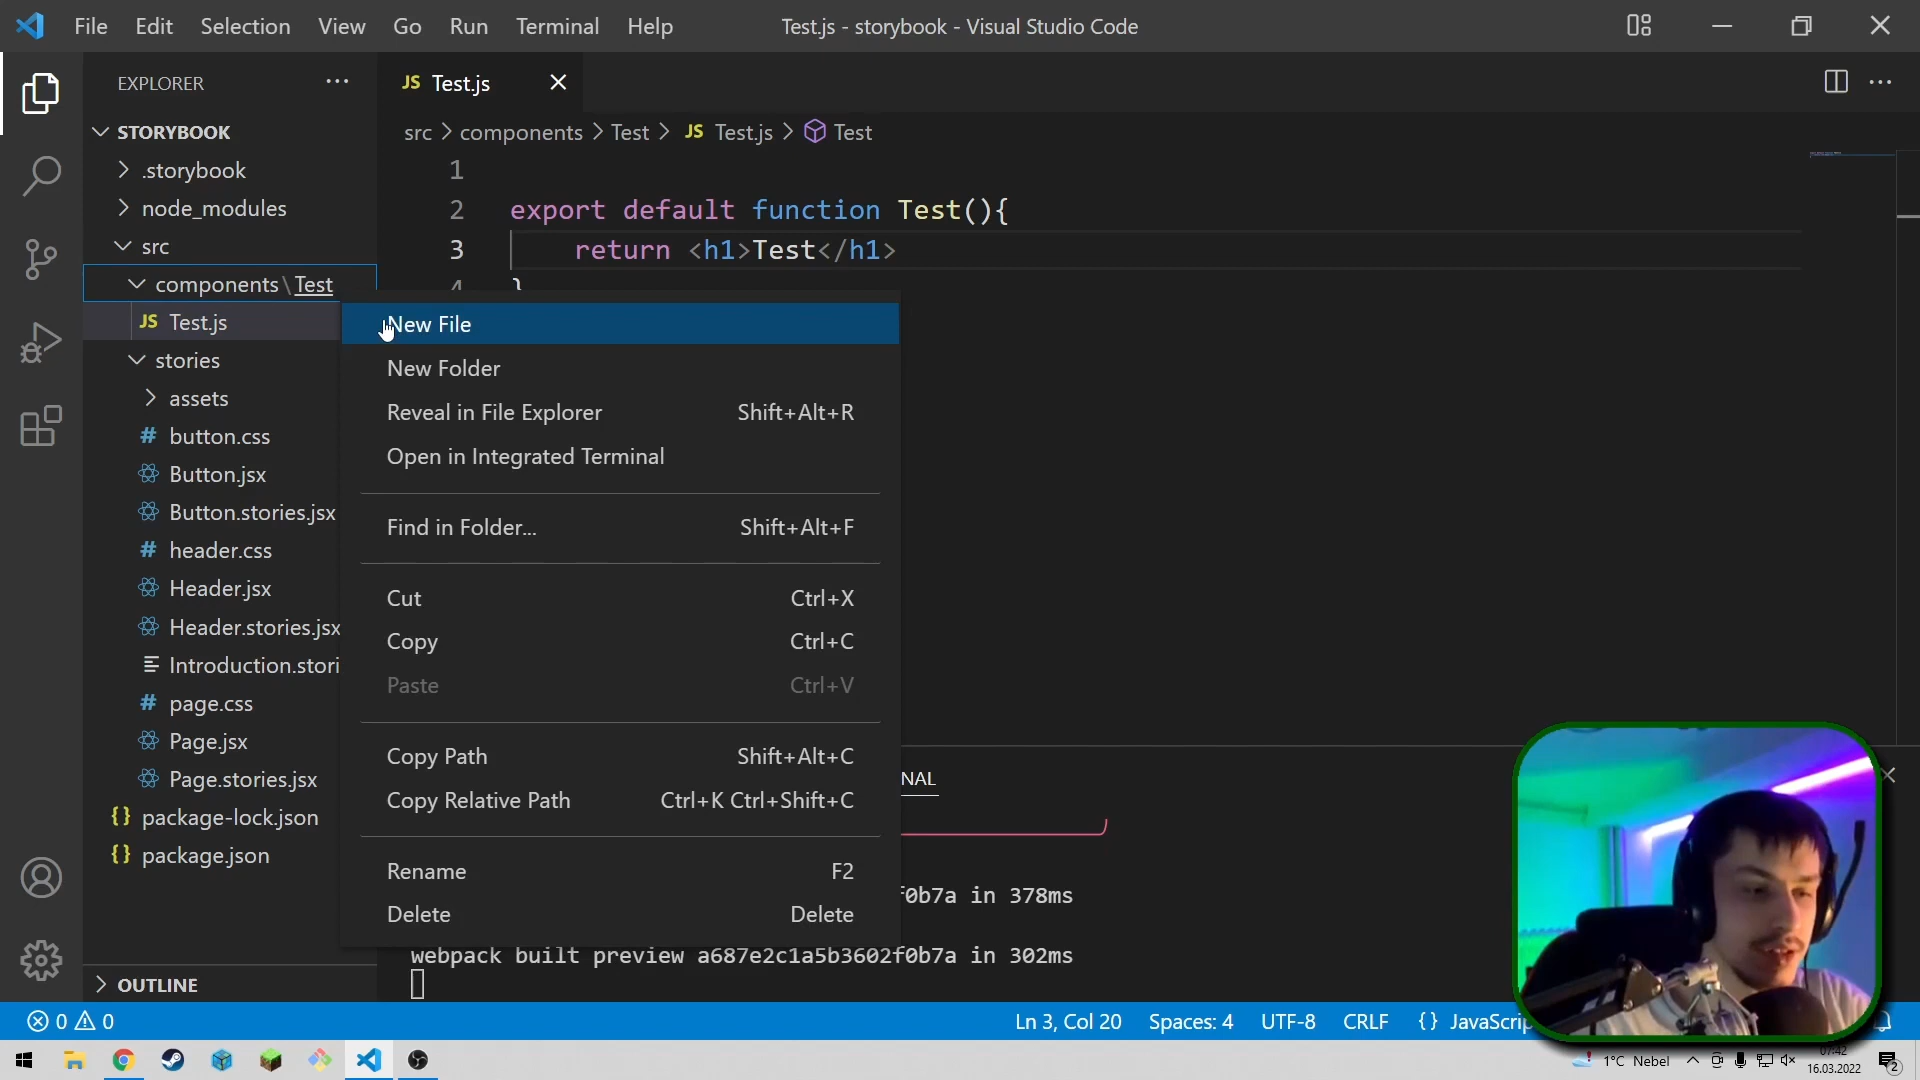 File Edit Selection View Go Run Terminal Help Test.js - storybook - Visual Studio Code
EXPLORER
STORYBOOK
.storybook
node_modules
src
components\Test
JS Test.js
stories
assets
# button.css
Button.jsx
Button.stories.jsx
# header.css
Header.jsx
Header.stories.jsx
Introduction.stori
# page.css
Page.jsx
Page.stories.jsx
{} package-lock.json
{} package.json
OUTLINE
JS Test.js
src > components > Test > JS Test.js > Test
1
2 export default function Test(){
3 return <h1>Test</h1>
4 }
New File
New Folder
Reveal in File Explorer Shift+Alt+R
Open in Integrated Terminal
Find in Folder... Shift+Alt+F
Cut Ctrl+X
Copy Ctrl+C
Paste Ctrl+V
Copy Path Shift+Alt+C
Copy Relative Path Ctrl+K Ctrl+Shift+C
Rename F2
Delete Delete
NAL
f0b7a in 378ms
webpack built preview a687e2c1a5b3602f0b7a in 302ms
0 0 Ln 3, Col 20 Spaces: 4 UTF-8 CRLF {} JavaScrip
1°C Nebel
07:42
16.03.2022
2